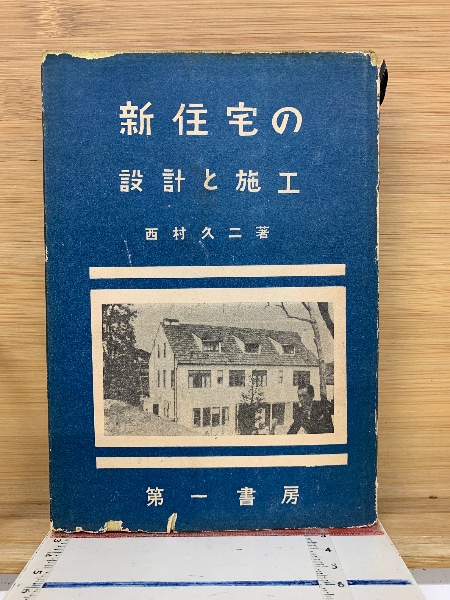 新住宅の
設計と施工
西村久二著
第一書房